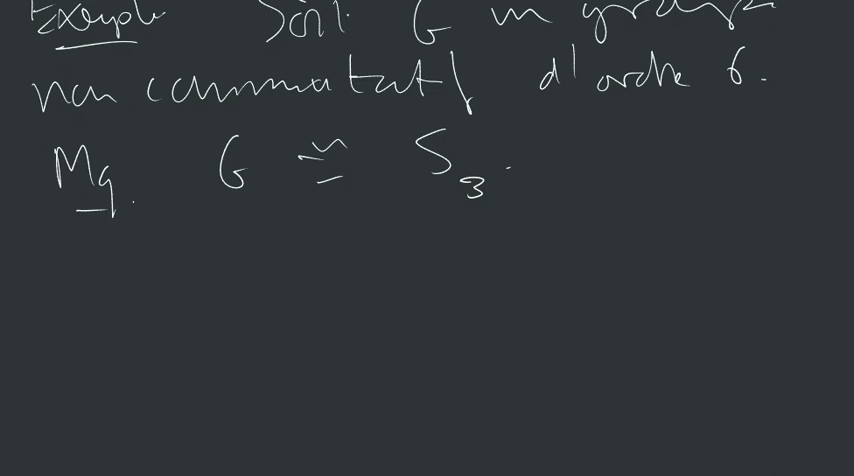 Exemple Soit G un groupe
non commutatif d'ordre 6.
Mq G ≃ S₃.